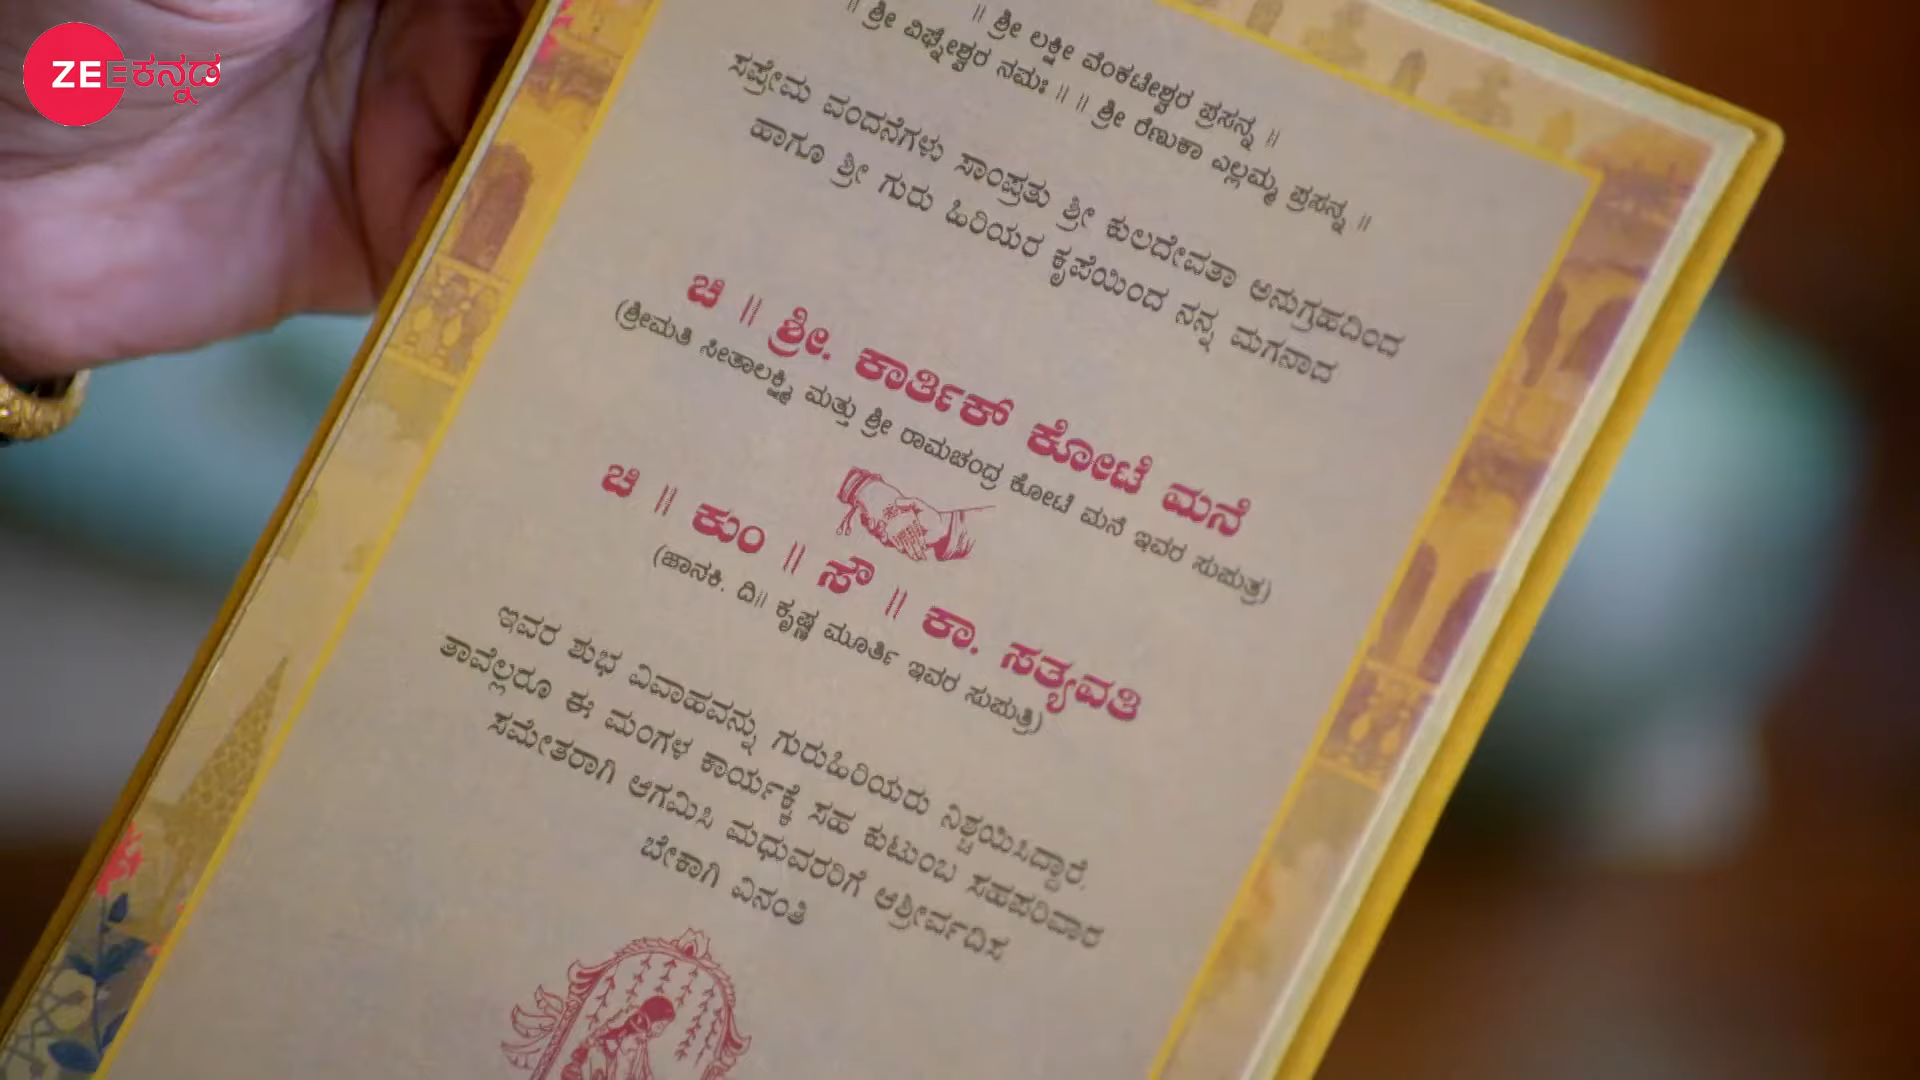 ZEEಕನ್ನಡ
॥ ಶ್ರೀ ಲಕ್ಷ್ಮೀ ವೆಂಕಟೇಶ್ವರ ಪ್ರಸನ್ನ ॥
॥ ಶ್ರೀ ವಿಘ್ನೇಶ್ವರ ನಮಃ ॥ ॥ ಶ್ರೀ ರೇಣುಕಾ ಎಲ್ಲಮ್ಮ ಪ್ರಸನ್ನ ॥
ಸಪ್ರೇಮ ವಂದನೆಗಳು ಸಾಂಪ್ರತು ಶ್ರೀ ಕುಲದೇವತಾ ಅನುಗ್ರಹದಿಂದ
ಹಾಗೂ ಶ್ರೀ ಗುರು ಹಿರಿಯರ ಕೃಪೆಯಿಂದ ನನ್ನ ಮಗನಾದ
ಚಿ ॥ ಶ್ರೀ. ಕಾರ್ತಿಕ್ ಕೋಟೆ ಮನೆ
(ಶ್ರೀಮತಿ ಸೀತಾಲಕ್ಷ್ಮಿ ಮತ್ತು ಶ್ರೀ ರಾಮಚಂದ್ರ ಕೋಟೆ ಮನೆ ಇವರ ಸುಪುತ್ರ)
ಚಿ ॥ ಕುಂ ॥ ಸೌ ॥ ಕಾ. ಸತ್ಯವತಿ
(ಜಾನಕಿ. ದಿ॥ ಕೃಷ್ಣ ಮೂರ್ತಿ ಇವರ ಸುಪುತ್ರಿ)
ಇವರ ಶುಭ ವಿವಾಹವನ್ನು ಗುರುಹಿರಿಯರು ನಿಶ್ಚಯಿಸಿದ್ದಾರೆ.
ತಾವೆಲ್ಲರೂ ಈ ಮಂಗಳ ಕಾರ್ಯಕ್ಕೆ ಸಹ ಕುಟುಂಬ ಸಹಪರಿವಾರ
ಸಮೇತರಾಗಿ ಆಗಮಿಸಿ ಮಧುವರರಿಗೆ ಆಶ್ರೀರ್ವದಿಸ
ಬೇಕಾಗಿ ವಿನಂತಿ